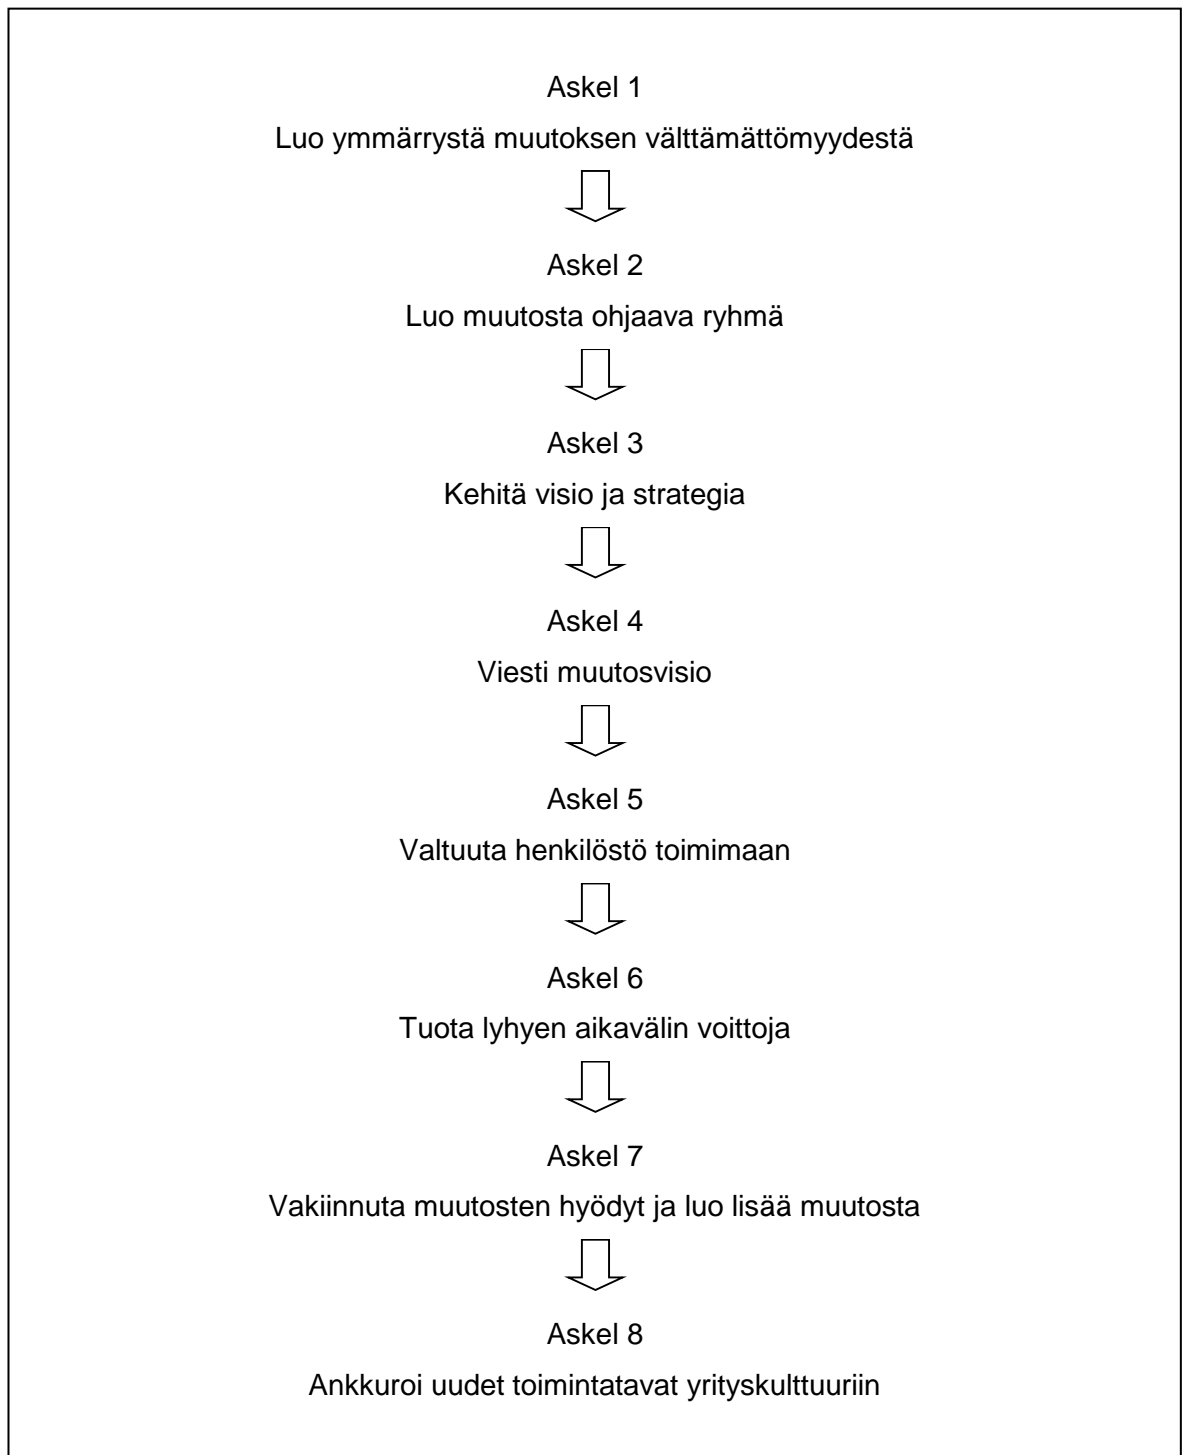 Askel 1
Luo ymmärrystä muutoksen välttämättömyydestä
Askel 2
Luo muutosta ohjaava ryhmä
Askel 3
Kehitä visio ja strategia
Askel 4
Viesti muutosvisio
Askel 5
Valtuuta henkilöstö toimimaan
Askel 6
Tuota lyhyen aikavälin voittoja
Askel 7
Vakiinnuta muutosten hyödyt ja luo lisää muutosta
Askel 8
Ankkuroi uudet toimintatavat yrityskulttuuriin